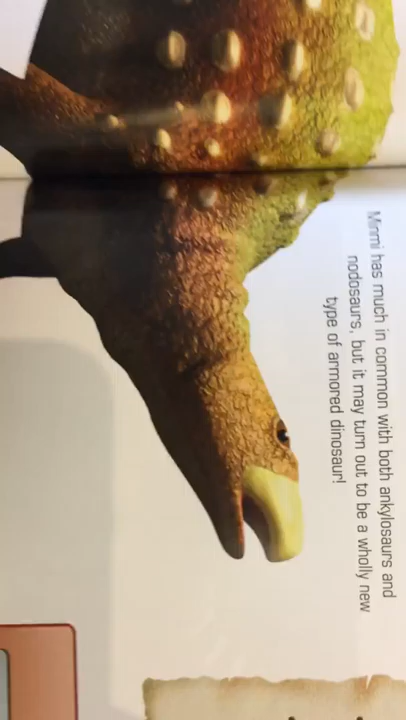 Minmi has much in common with both ankylosaurs and
nodosaurs, but it may turn out to be a wholly new
type of armored dinosaur!